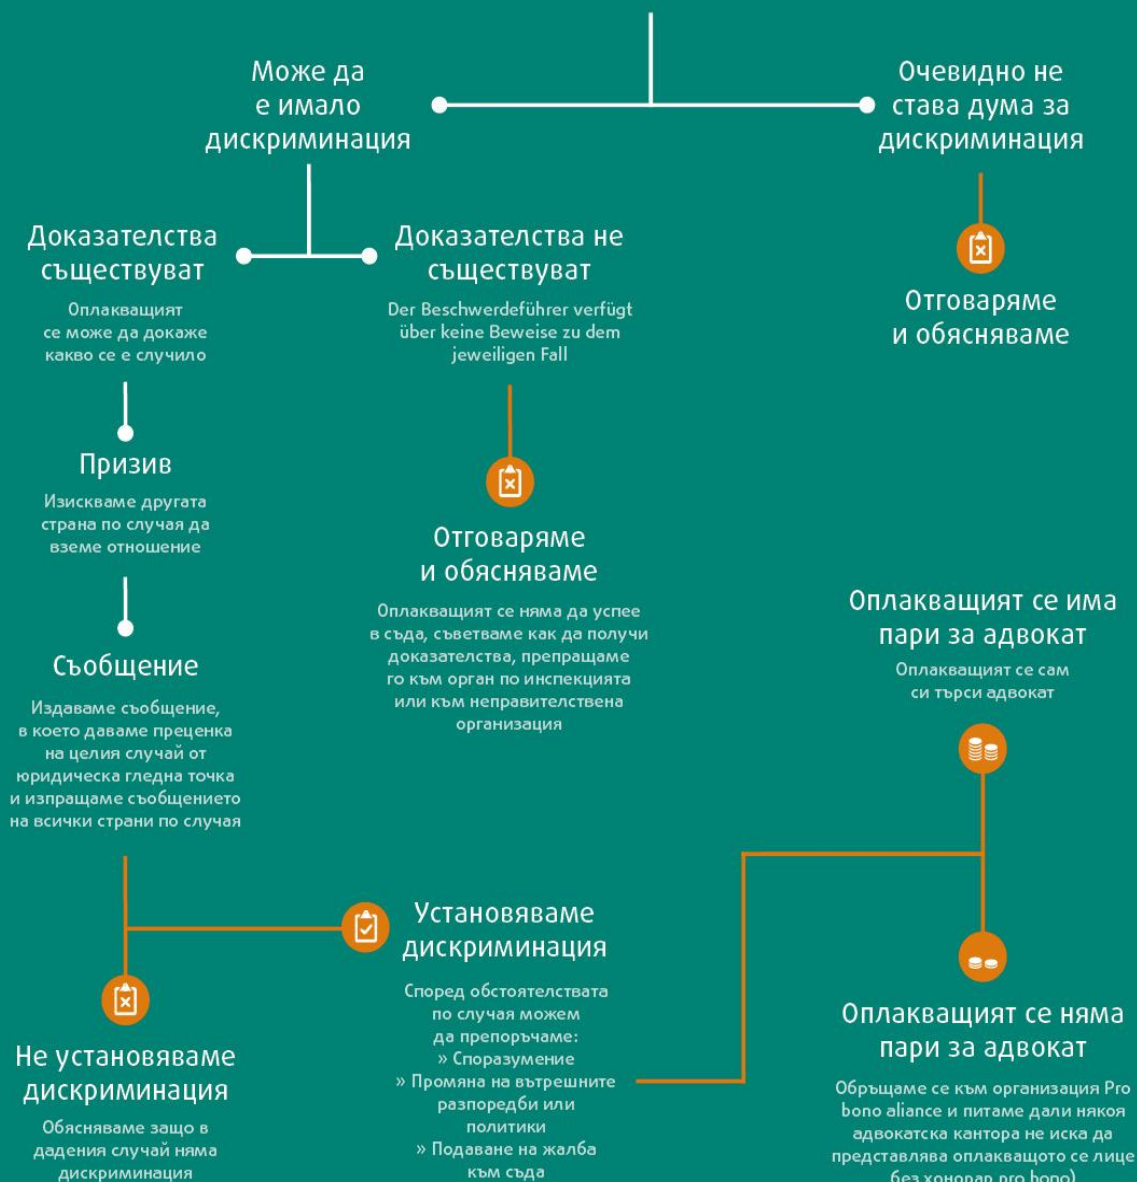 Може да
е имало
дискриминация
Очевидно не
става дума за
дискриминация
Доказателства
съществуват
Оплакващият
се може да докаже
какво се е случило
Доказателства не
съществуват
Der Beschwerdeführer verfügt
über keine Beweise zu dem
jeweiligen Fall
Отговаряме
и обясняваме
Призив
Изискваме другата
страна по случая да
вземе отношение
Отговаряме
и обясняваме
Оплакващият се няма да успее
в съда, съветваме как да получи
доказателства, препращаме
го към орган по инспекцията
или към неправителствена
организация
Съобщение
Издаваме съобщение,
в което даваме преценка
на целия случай от
юридическа гледна точка
и изпращаме съобщението
на всички страни по случая
Оплакващият се има
пари за адвокат
Оплакващият се сам
си търси адвокат
Установяваме
дискриминация
Според обстоятелствата
по случая можем
да препоръчаме:
» Споразумение
» Промяна на вътрешните
разпоредби или
политики
» Подаване на жалба
към съда
Не установяваме
дискриминация
Обясняваме защо в
дадения случай няма
дискриминация
Оплакващият се няма
пари за адвокат
Обръщаме се към организация Pro
bono aliance и питаме дали някоя
адвокатска кантора не иска да
представлява оплакващото се лице
без хонорар pro bono)